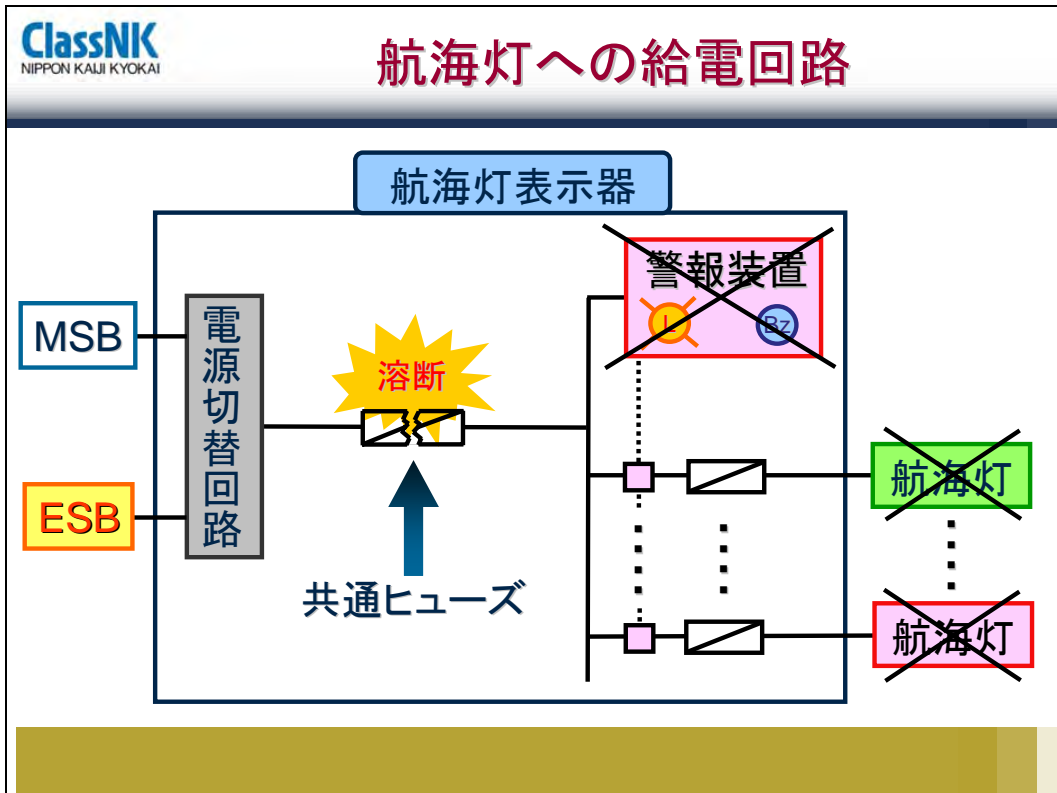 ClassNK
NIPPON KAIJI KYOKAI
航海灯への給電回路
航海灯表示器
警報装置
L
Bz
MSB
ESB
電源切替回路
溶断
共通ヒューズ
航海灯
航海灯